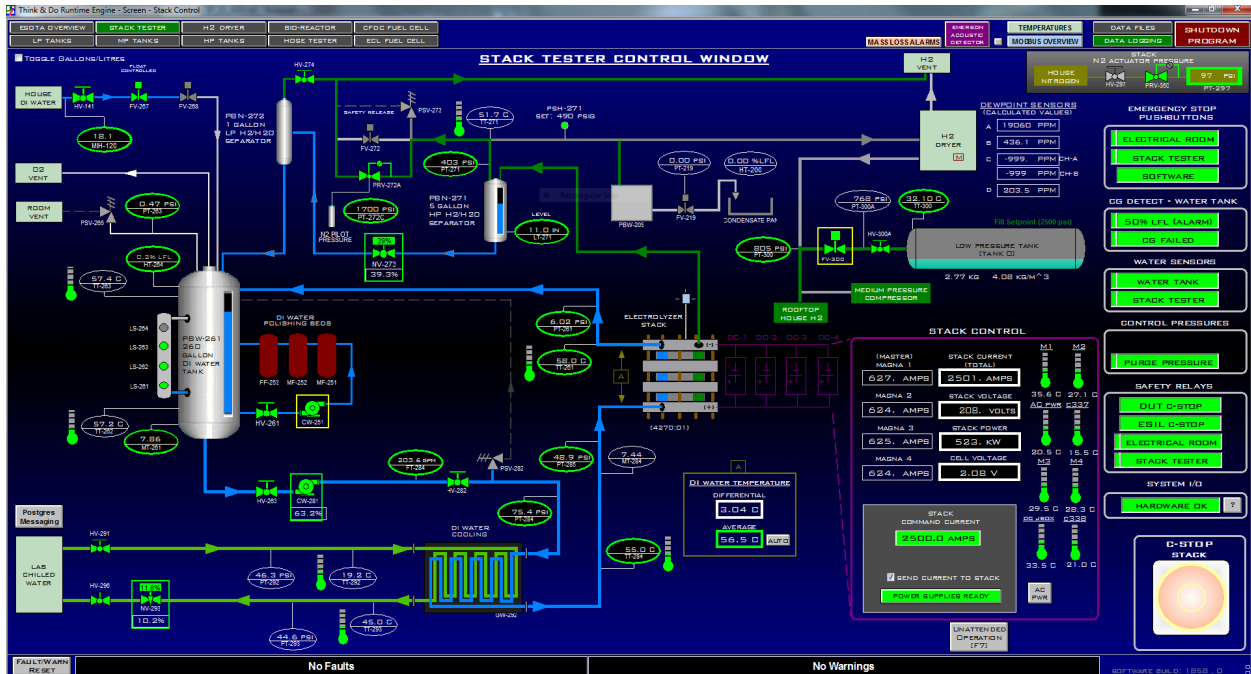 Think & Do Runtime Engine - Screen - Stack Control
ESOTA OVERVIEW
STACK TESTER
H2 DRYER
BIO-REACTOR
CFDC FUEL CELL
LP TANKS
MP TANKS
HP TANKS
HOSE TESTER
ECL FUEL CELL
MASS LOSS ALARMS
EMERSON
ACOUSTIC
DETECTOR
TEMPERATURES
MODBUS OVERVIEW
DATA FILES
DATA LOGGING
SHUTDOWN
PROGRAM
TOGGLE GALLONS/LITRES
STACK TESTER CONTROL WINDOW
HOUSE
DI WATER
HV-141
FLOAT
CONTROLLED
FV-267
FV-268
18.1
MIH-120
O2
VENT
ROOM
VENT
PSV-265
0.47 PSI
PT-263
0.2% LFL
HT-264
57.4 C
TT-263
LS-264
LS-263
LS-262
LS-261
PBW-261
260
GALLON
DI WATER
TANK
57.2 C
TT-262
7.86
MT-261
HV-274
PBN-272
1 GALLON
LP H2/H2O
SEPARATOR
SAFETY RELEASE
PSV-272
FV-272
PRV-272A
1700 PSI
PT-272C
N2 PILOT
PRESSURE
39%
NV-273
39.3%
51.7 C
TT-271
403 PSI
PT-271
PBN-271
5 GALLON
HP H2/H2O
SEPARATOR
LEVEL
11.0 IN
LT-271
PSH-271
SET: 490 PSIG
PBW-205
0.00 PSI
PT-219
0.00 %LFL
HT-200
FV-219
CONDENSATE PAN
H2
VENT
H2
DRYER
M
DEWPOINT SENSORS
(CALCULATED VALUES)
A 19060 PPM
B 436.1 PPM
C -999. PPM CH-A
-999 PPM CH-B
D 203.5 PPM
STACK
N2 ACTUATOR PRESSURE
HOUSE
NITROGEN
HV-297
PRV-350
97 PSI
PT-297
805 PSI
PT-300
FV-300
768 PSI
PT-300A
HV-300A
32.10 C
TT-300
Fill Setpoint (2500 psi)
LOW PRESSURE TANK
[TANK D]
2.77 KG 4.08 KG/M^3
MEDIUM PRESSURE
COMPRESSOR
ROOFTOP
HOUSE H2
DI WATER
POLISHING BEDS
FF-253
MF-252
MF-251
HV-261
CW-251
6.02 PSI
PT-261
58.0 C
TT-261
ELECTROLYZER
STACK
(-)
(+)
(4270:01)
A
DC-1
DC-2
DC-3
DC-4
HV-262
CW-281
63.2%
203.6 GPM
FT-284
HV-282
PSV-282
48.9 PSI
PT-285
7.44
MT-284
75.4 PSI
PT-284
55.0 C
TT-284
DI WATER
COOLING
GW-292
A
DI WATER TEMPERATURE
DIFFERENTIAL
3.04 C
AVERAGE
56.5 C
AUTO
Postgres
Messaging
LAB
CHILLED
WATER
HV-291
HV-296
11.8%
NV-293
10.2%
46.3 PSI
PT-292
19.2 C
TT-292
44.6 PSI
PT-293
45.0 C
TT-293
STACK CONTROL
(MASTER)
MAGNA 1
627. AMPS
MAGNA 2
624. AMPS
MAGNA 3
625. AMPS
MAGNA 4
624. AMPS
STACK CURRENT
(TOTAL)
2501. AMPS
STACK VOLTAGE
208. VOLTS
STACK POWER
523. KW
CELL VOLTAGE
2.08 V
M1
35.6 C
M2
27.1 C
AC PWR
20.5 C
C337
15.5 C
M3
29.5 C
M4
28.3 C
DC JBOX
33.5 C
C338
21.0 C
STACK
COMMAND CURRENT
2500.0 AMPS
SEND CURRENT TO STACK
POWER SUPPLIES READY
AC
PWR
UNATTENDED
OPERATION
[F7]
EMERGENCY STOP
PUSHBUTTONS
ELECTRICAL ROOM
STACK TESTER
SOFTWARE
CG DETECT - WATER TANK
50% LFL (ALARM)
CG FAILED
WATER SENSORS
WATER TANK
STACK TESTER
CONTROL PRESSURES
PURGE PRESSURE
SAFETY RELAYS
DUT C-STOP
ESIL C-STOP
ELECTRICAL ROOM
STACK TESTER
SYSTEM I/O
HARDWARE OK
?
C-STOP
STACK
FAULT/WARN
RESET
No Faults
No Warnings
SOFTWARE BUILD: 1858 . 0